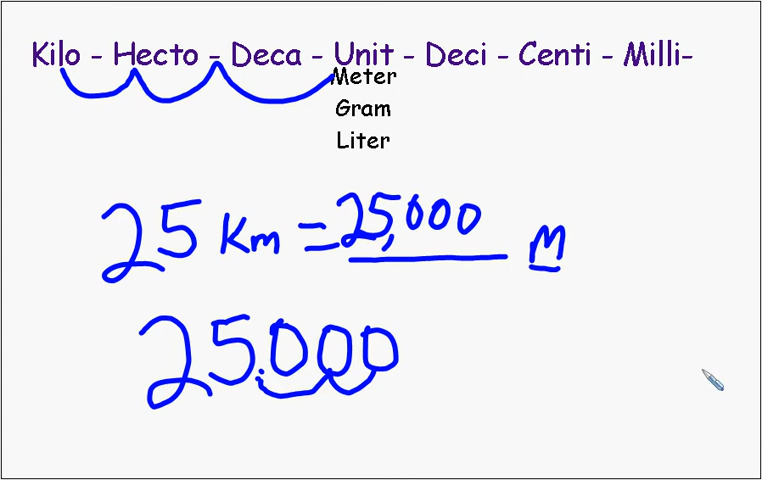 Kilo - Hecto - Deca - Unit - Deci - Centi - Milli-
Meter
Gram
Liter
25 Km = 25,000 M
25.000